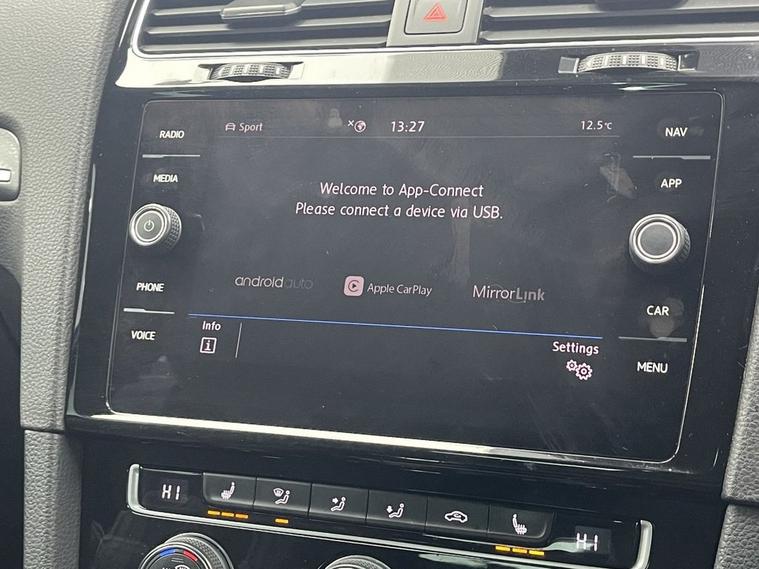 RADIO
MEDIA
PHONE
VOICE
Sport
13:27
12.5°C
Welcome to App-Connect
Please connect a device via USB.
androidauto
Apple CarPlay
MirrorLink
Info
i
Settings
NAV
APP
CAR
MENU
HI
HI